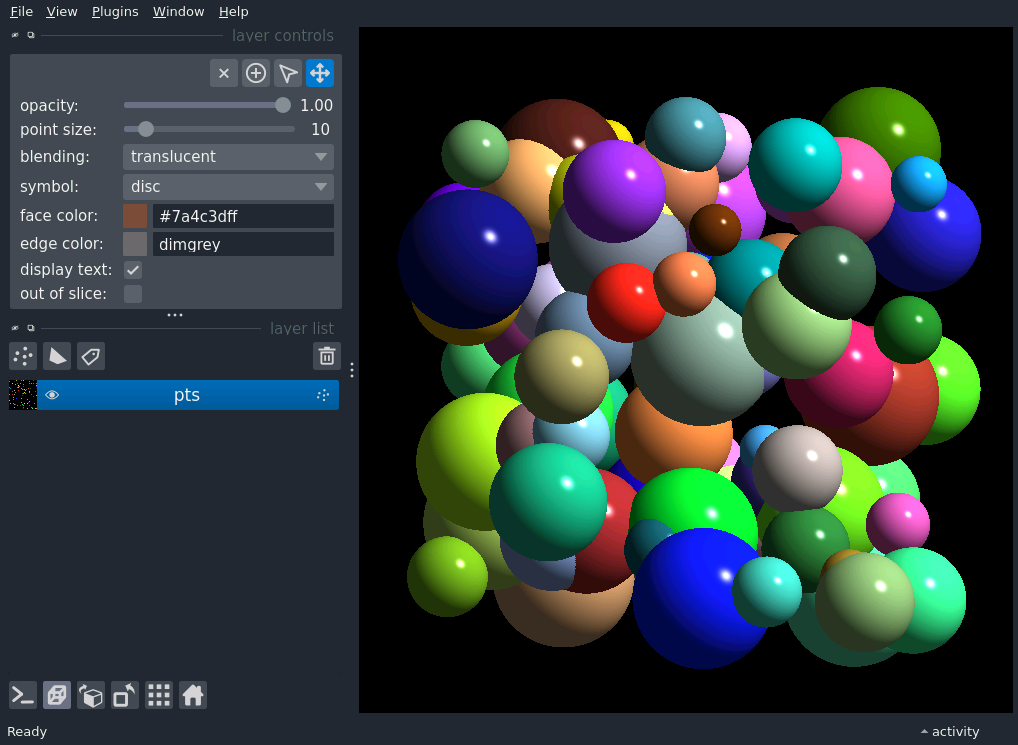 File View Plugins Window Help
layer controls
opacity: 1.00
point size: 10
blending: translucent
symbol: disc
face color: #7a4c3dff
edge color: dimgrey
display text:
out of slice:
layer list
pts
Ready activity